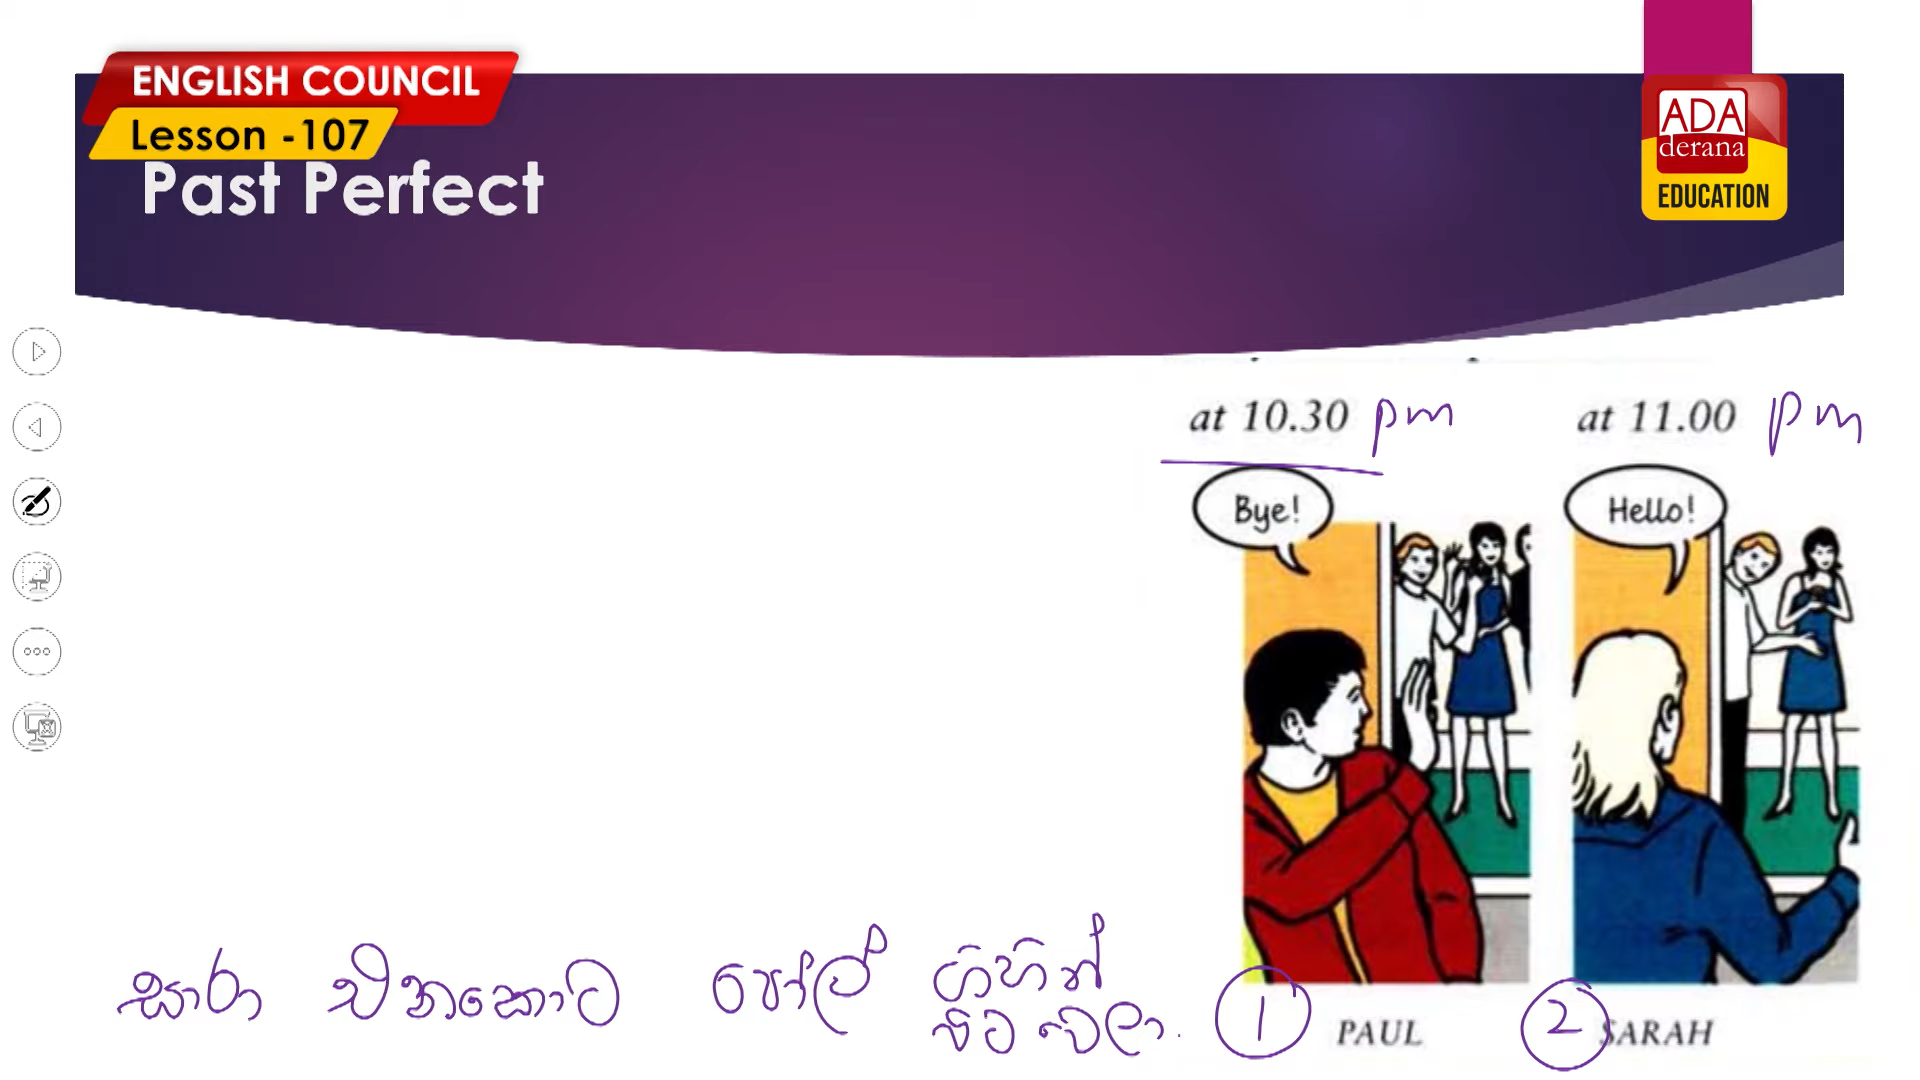 ENGLISH COUNCIL
Lesson -107
Past Perfect
ADA
derana
EDUCATION
at 10.30 pm
at 11.00 pm
Bye!
Hello!
සාරා එනකොට පෝල් ගිහින්
හිට වෙලා.
1 PAUL
2 SARAH